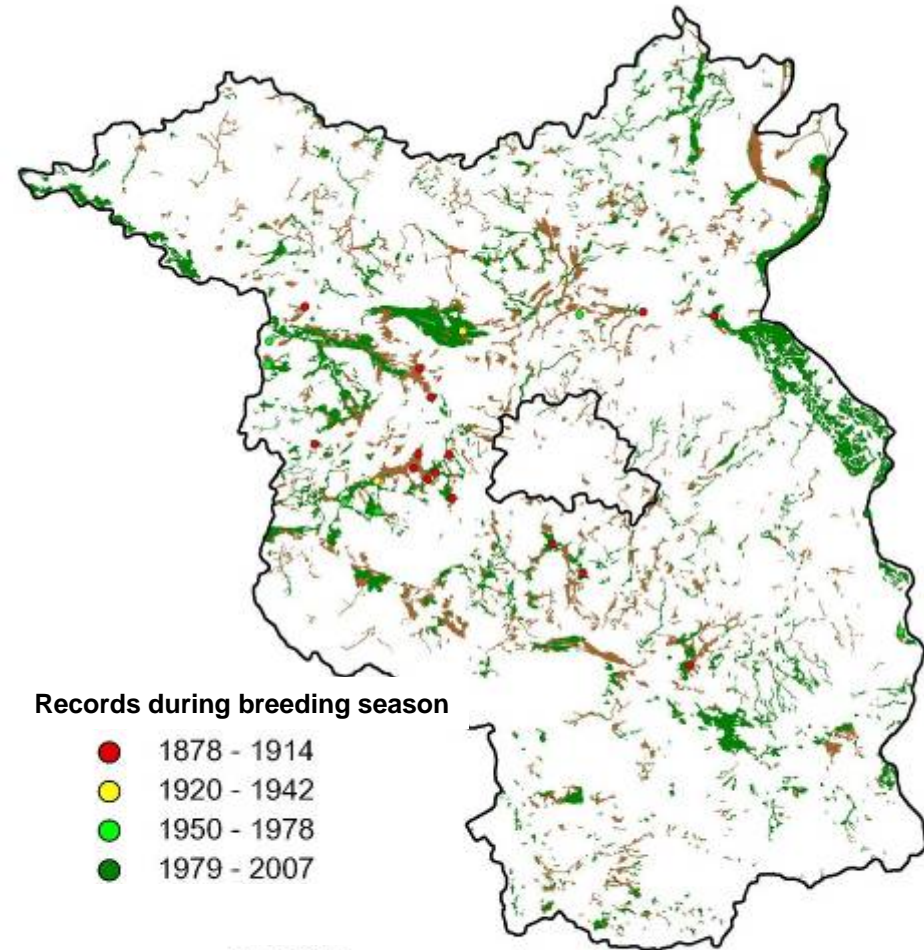 Records during breeding season
1878 - 1914
1920 - 1942
1950 - 1978
1979 - 2007